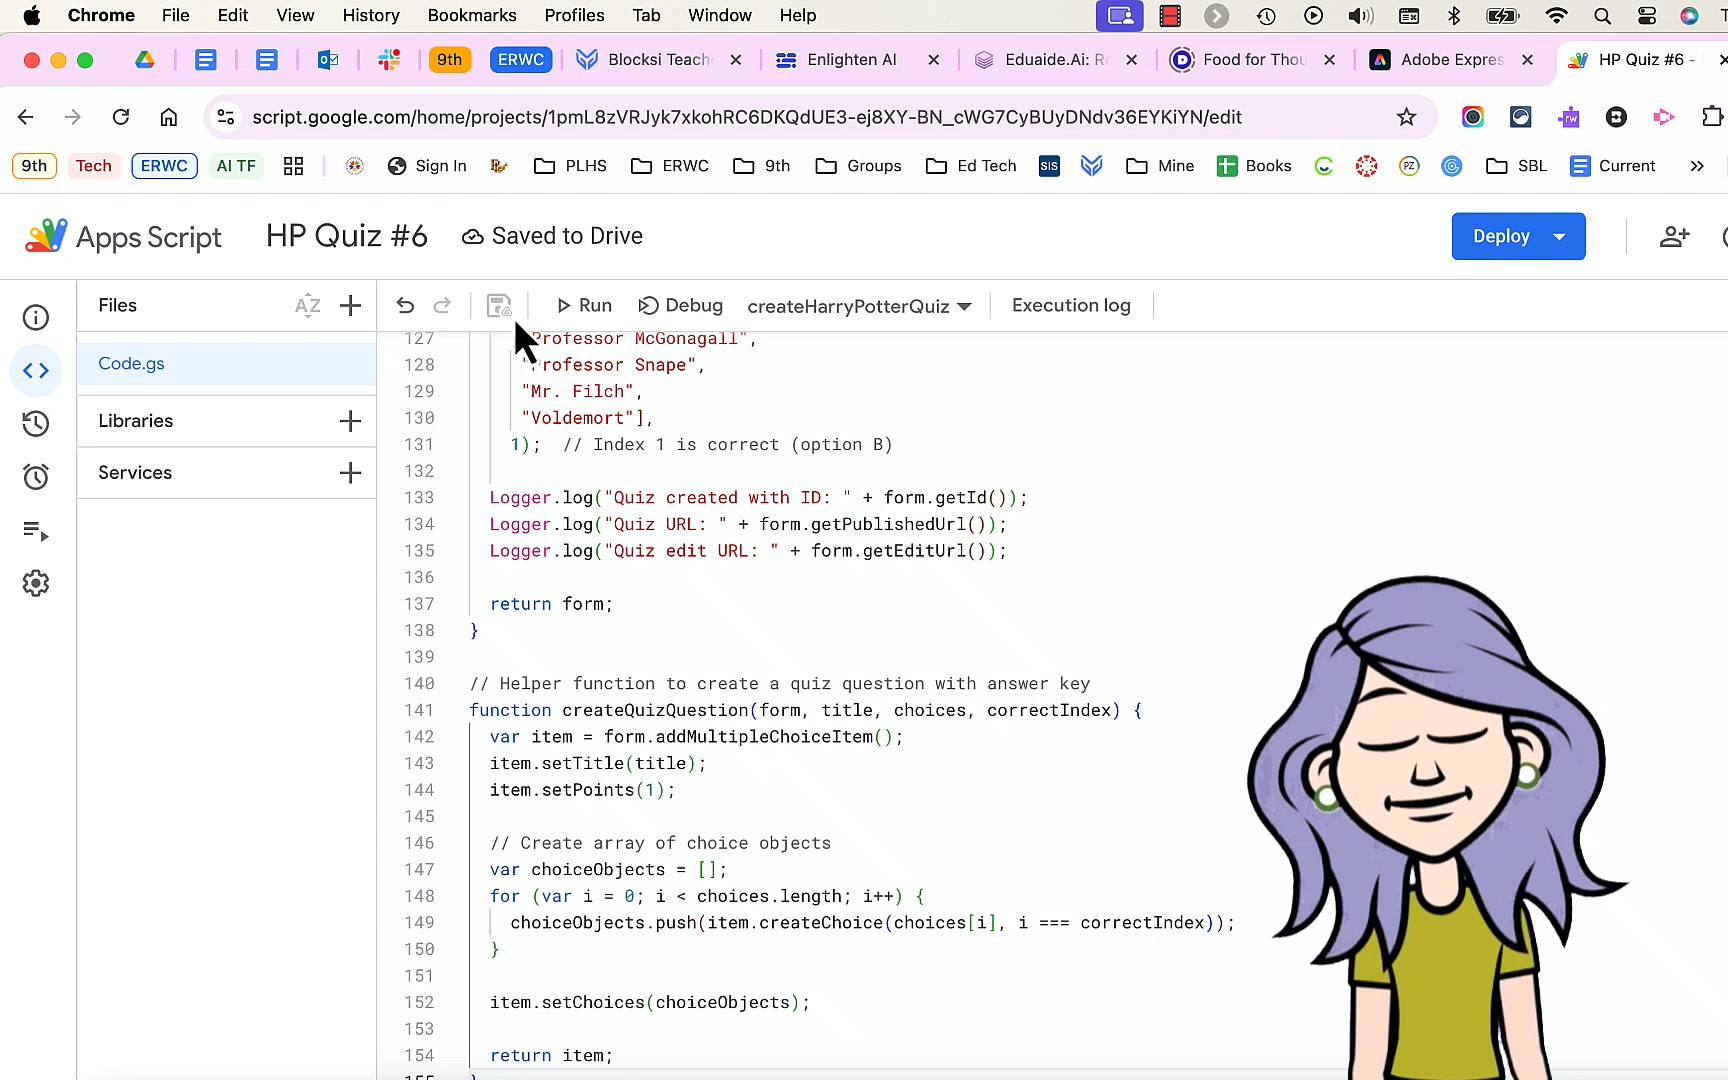 Chrome File Edit View History Bookmarks Profiles Tab Window Help
9th ERWC Blocksi Teach Enlighten AI Eduaide.Ai: Re Food for Thou Adobe Expres HP Quiz #6 -
script.google.com/home/projects/1pmL8zVRJyk7xkohRC6DKQdUE3-ej8XY-BN_cWG7CyBUyDNdv36EYKiYN/edit
9th Tech ERWC AI TF Sign In PLHS ERWC 9th Groups Ed Tech SIS Mine Books PZ SBL Current »
Apps Script HP Quiz #6 Saved to Drive Deploy
Files AZ Run Debug createHarryPotterQuiz Execution log
Code.gs
Libraries
Services
127 "Professor McGonagall",
128 "Professor Snape",
129 "Mr. Filch",
130 "Voldemort"],
131 1); // Index 1 is correct (option B)
132
133 Logger.log("Quiz created with ID: " + form.getId());
134 Logger.log("Quiz URL: " + form.getPublishedUrl());
135 Logger.log("Quiz edit URL: " + form.getEditUrl());
136
137 return form;
138 }
139
140 // Helper function to create a quiz question with answer key
141 function createQuizQuestion(form, title, choices, correctIndex) {
142 var item = form.addMultipleChoiceItem();
143 item.setTitle(title);
144 item.setPoints(1);
145
146 // Create array of choice objects
147 var choiceObjects = [];
148 for (var i = 0; i < choices.length; i++) {
149 choiceObjects.push(item.createChoice(choices[i], i === correctIndex));
150 }
151
152 item.setChoices(choiceObjects);
153
154 return item;
155 }